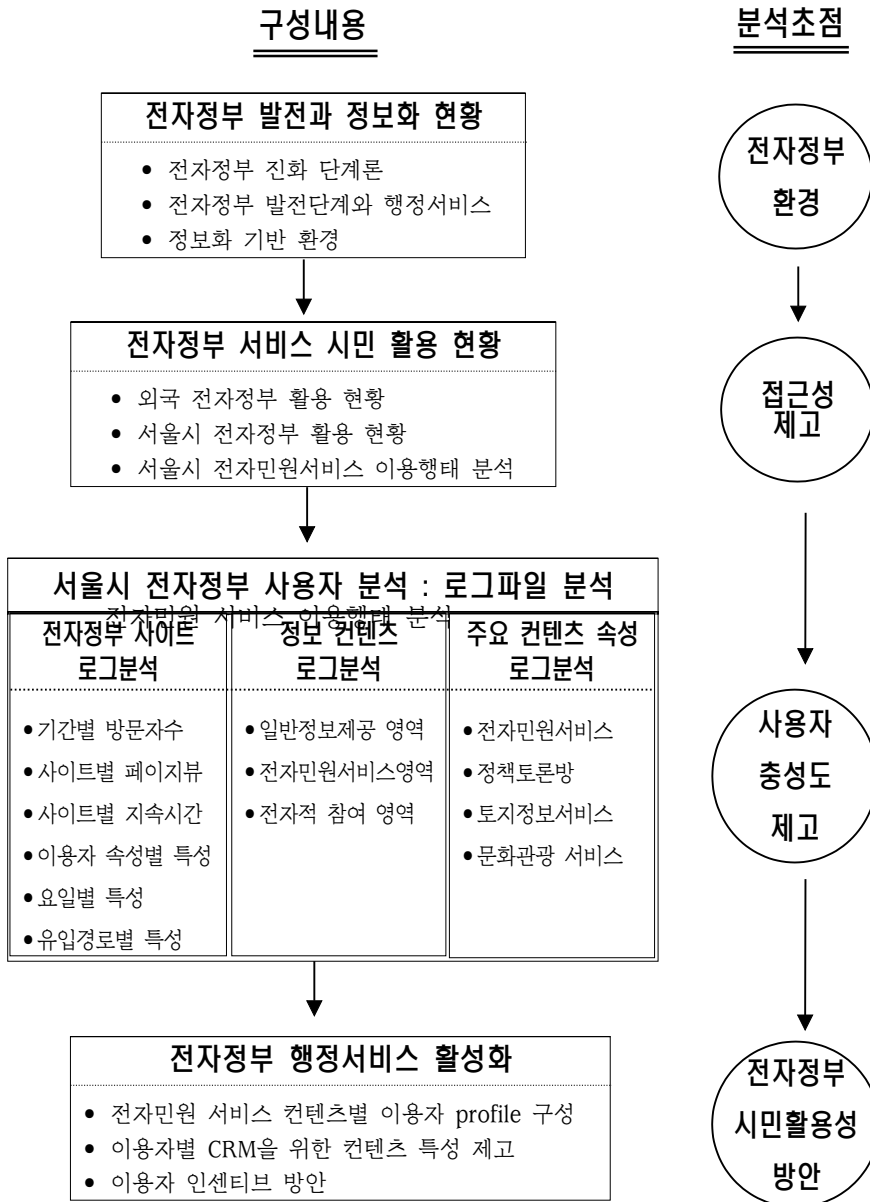 구성내용
분석초점
전자정부 발전과 정보화 현황
• 전자정부 진화 단계론
• 전자정부 발전단계와 행정서비스
• 정보화 기반 환경
전자정부
환경
전자정부 서비스 시민 활용 현황
• 외국 전자정부 활용 현황
• 서울시 전자정부 활용 현황
• 서울시 전자민원서비스 이용행태 분석
접근성
제고
서울시 전자정부 사용자 분석 : 로그파일 분석
전자민원 서비스 이용행태 분석
전자정부 사이트
로그분석
• 기간별 방문자수
• 사이트별 페이지뷰
• 사이트별 지속시간
• 이용자 속성별 특성
• 요일별 특성
• 유입경로별 특성
정보 컨텐츠
로그분석
• 일반정보제공 영역
• 전자민원서비스영역
• 전자적 참여 영역
주요 컨텐츠 속성
로그분석
• 전자민원서비스
• 정책토론방
• 토지정보서비스
• 문화관광 서비스
사용자
충성도
제고
전자정부 행정서비스 활성화
• 전자민원 서비스 컨텐츠별 이용자 profile 구성
• 이용자별 CRM을 위한 컨텐츠 특성 제고
• 이용자 인센티브 방안
전자정부
시민활용성
방안